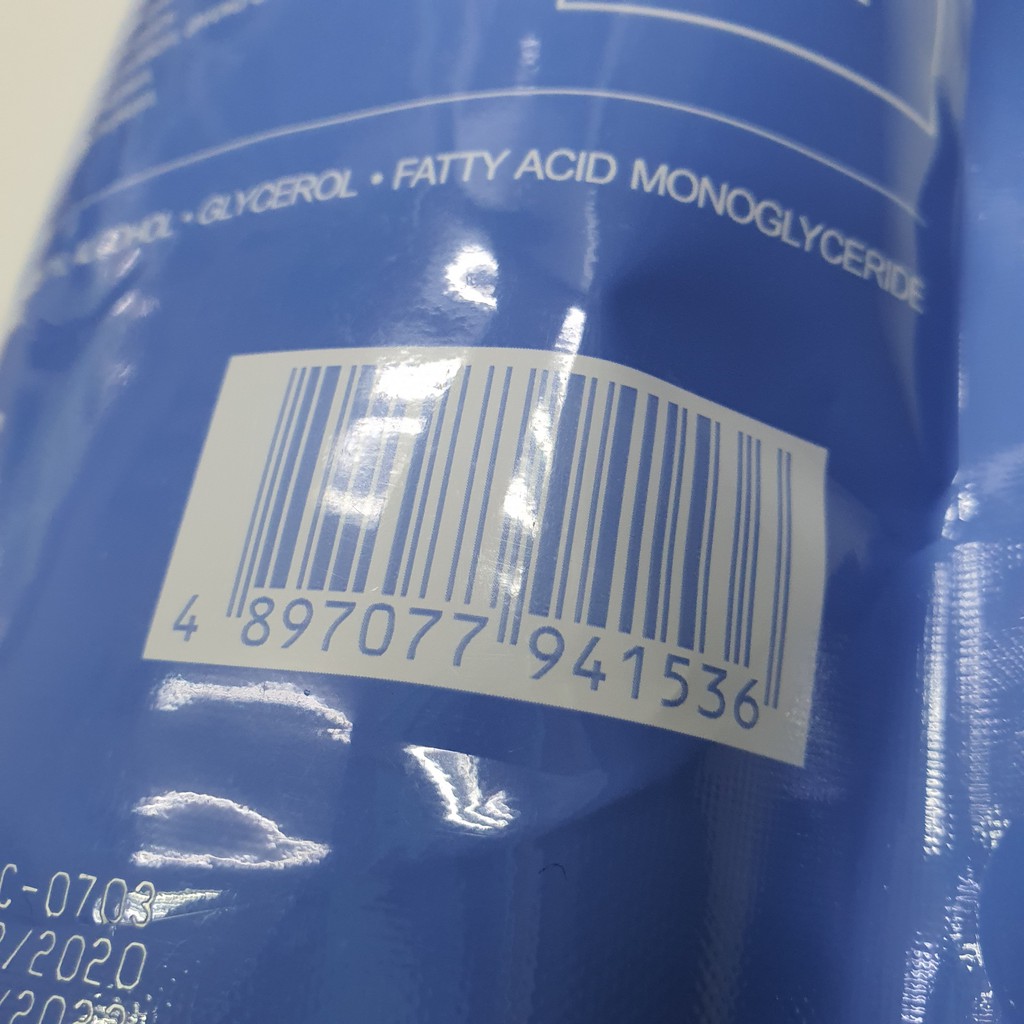 • GLYCEROL • FATTY ACID MONOGLYCERIDE
4 897077 941536
C-0703
/2020